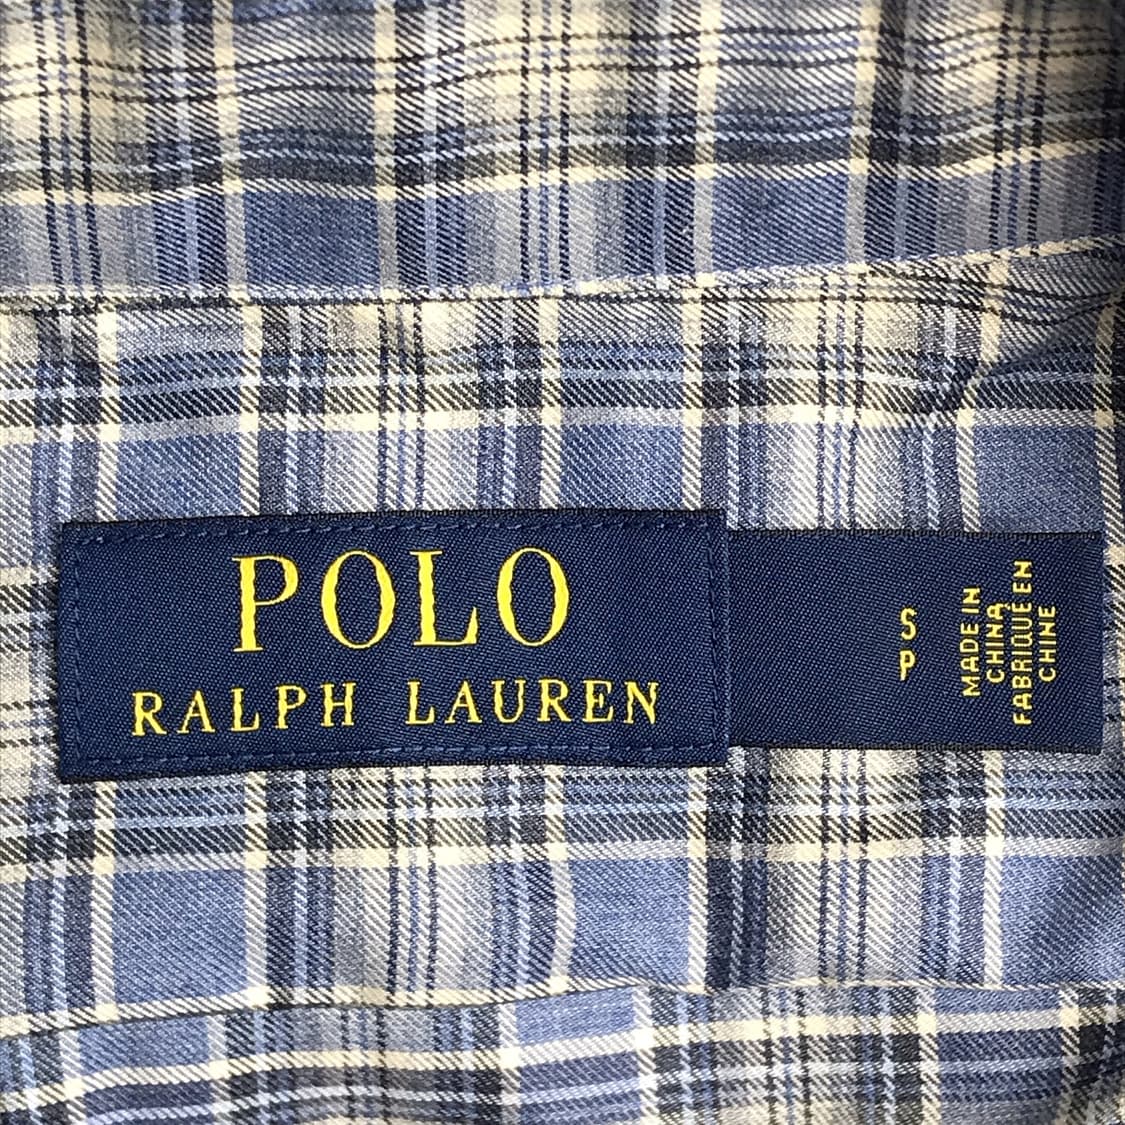 POLO
RALPH LAUREN
S
P
MADE IN
CHINA
FABRIQUÉ EN
CHINE